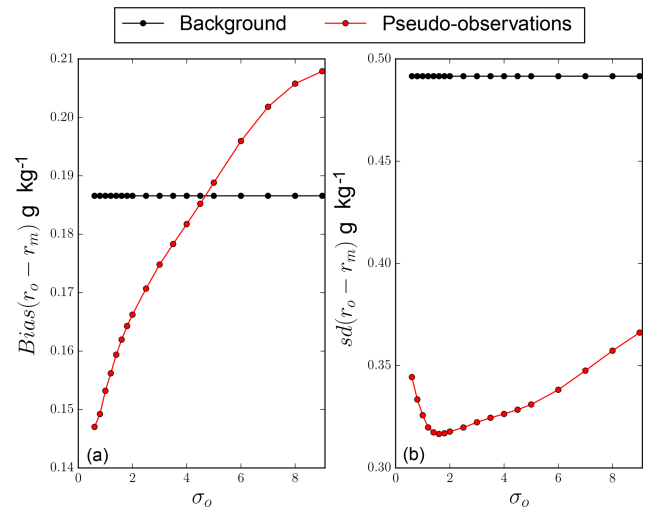 Background Pseudo-observations
0.21
0.20
0.19
0.18
0.17
0.16
0.15
0.14
Bias(r_o − r_m) g kg⁻¹
(a)
0 2 4 6 8
σ_o
0.50
0.45
0.40
0.35
0.30
sd(r_o − r_m) g kg⁻¹
(b)
0 2 4 6 8
σ_o